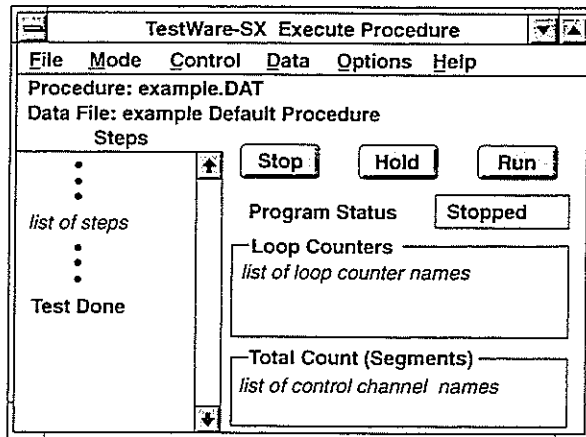 TestWare-SX Execute Procedure
File Mode Control Data Options Help
Procedure: example.DAT
Data File: example Default Procedure
Steps
list of steps
Test Done
Stop Hold Run
Program Status Stopped
Loop Counters
list of loop counter names
Total Count (Segments)
list of control channel names